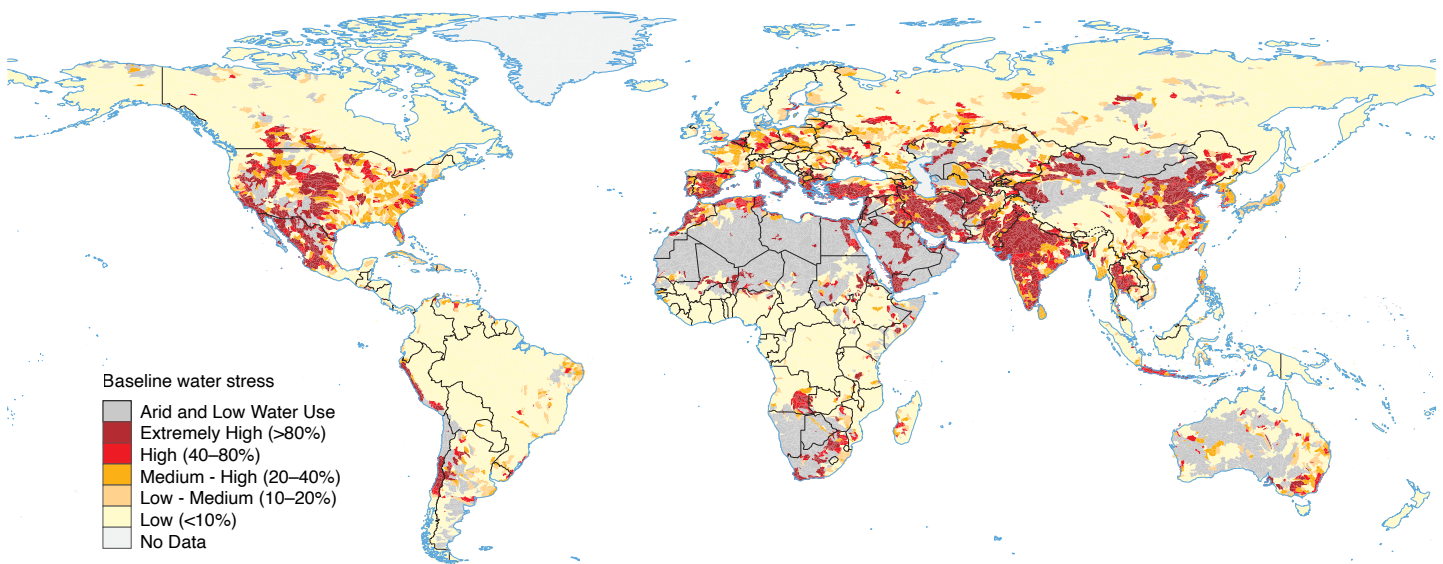 Baseline water stress
Arid and Low Water Use
Extremely High (>80%)
High (40–80%)
Medium - High (20–40%)
Low - Medium (10–20%)
Low (<10%)
No Data